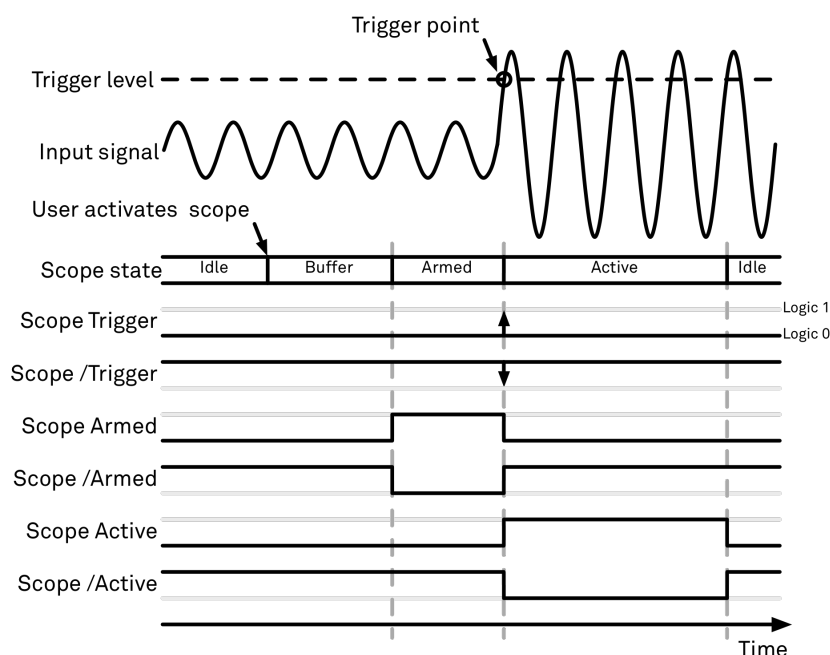 Trigger point
Trigger level
Input signal
User activates scope
Scope state Idle Buffer Armed Active Idle
Logic 1
Scope Trigger
Logic 0
Scope /Trigger
Scope Armed
Scope /Armed
Scope Active
Scope /Active
Time